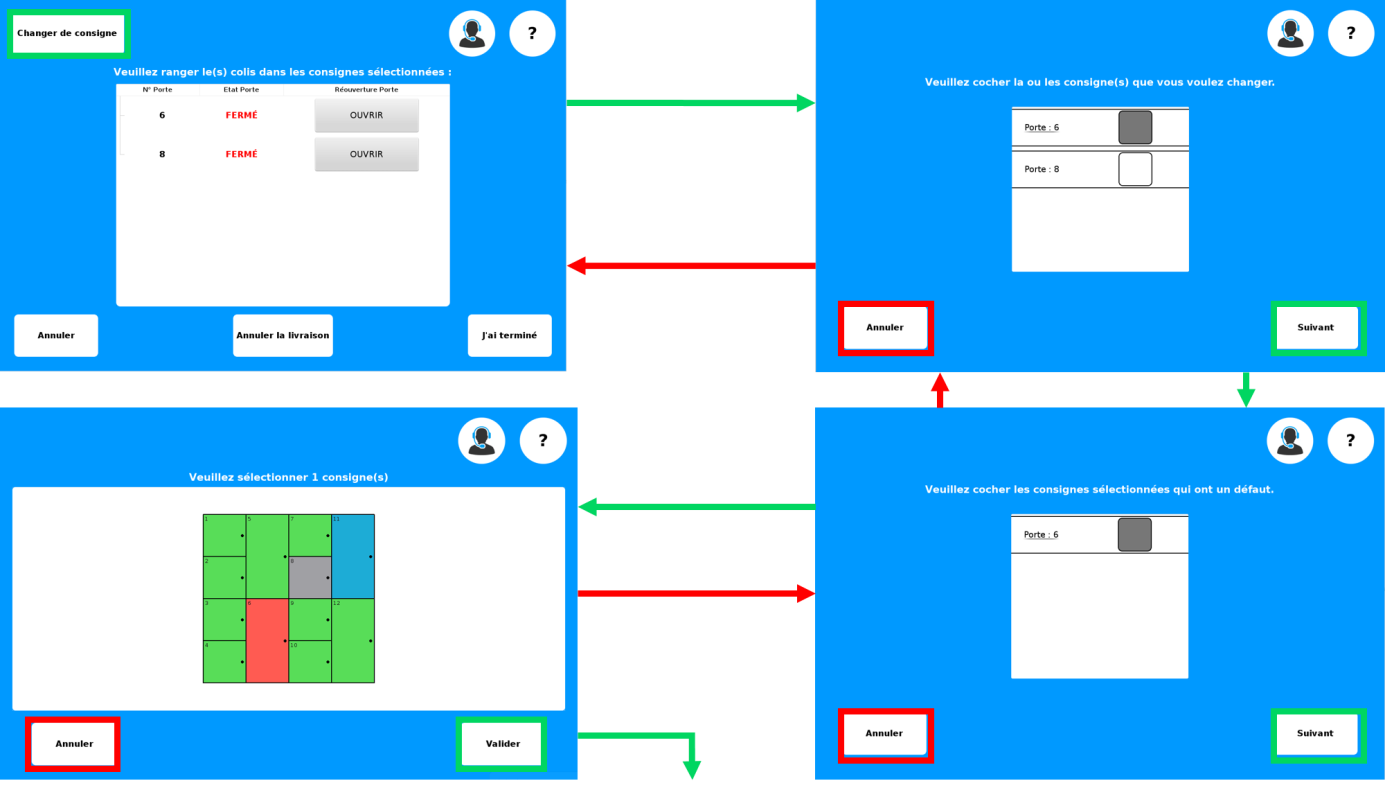 Changer de consigne
?
Veuillez ranger le(s) colis dans les consignes sélectionnées :
N° Porte Etat Porte Réouverture Porte
6 FERMÉ OUVRIR
8 FERMÉ OUVRIR
Annuler Annuler la livraison J'ai terminé
?
Veuillez cocher la ou les consigne(s) que vous voulez changer.
Porte : 6
Porte : 8
Annuler Suivant
?
Veuillez sélectionner 1 consigne(s)
1 5 7 11
2 8
3 6 9 12
4 10
Annuler Valider
?
Veuillez cocher les consignes sélectionnées qui ont un défaut.
Porte : 6
Annuler Suivant